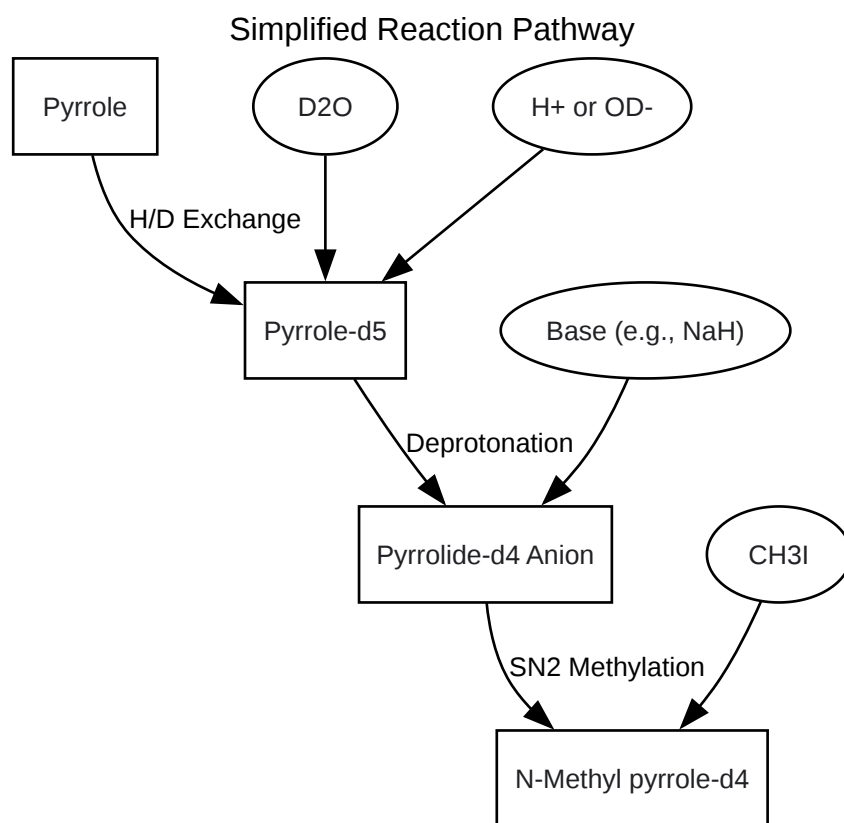 Simplified Reaction Pathway
Pyrrole
D2O
H+ or OD-
H/D Exchange
Pyrrole-d5
Base (e.g., NaH)
Deprotonation
Pyrrolide-d4 Anion
CH3I
SN2 Methylation
N-Methyl pyrrole-d4